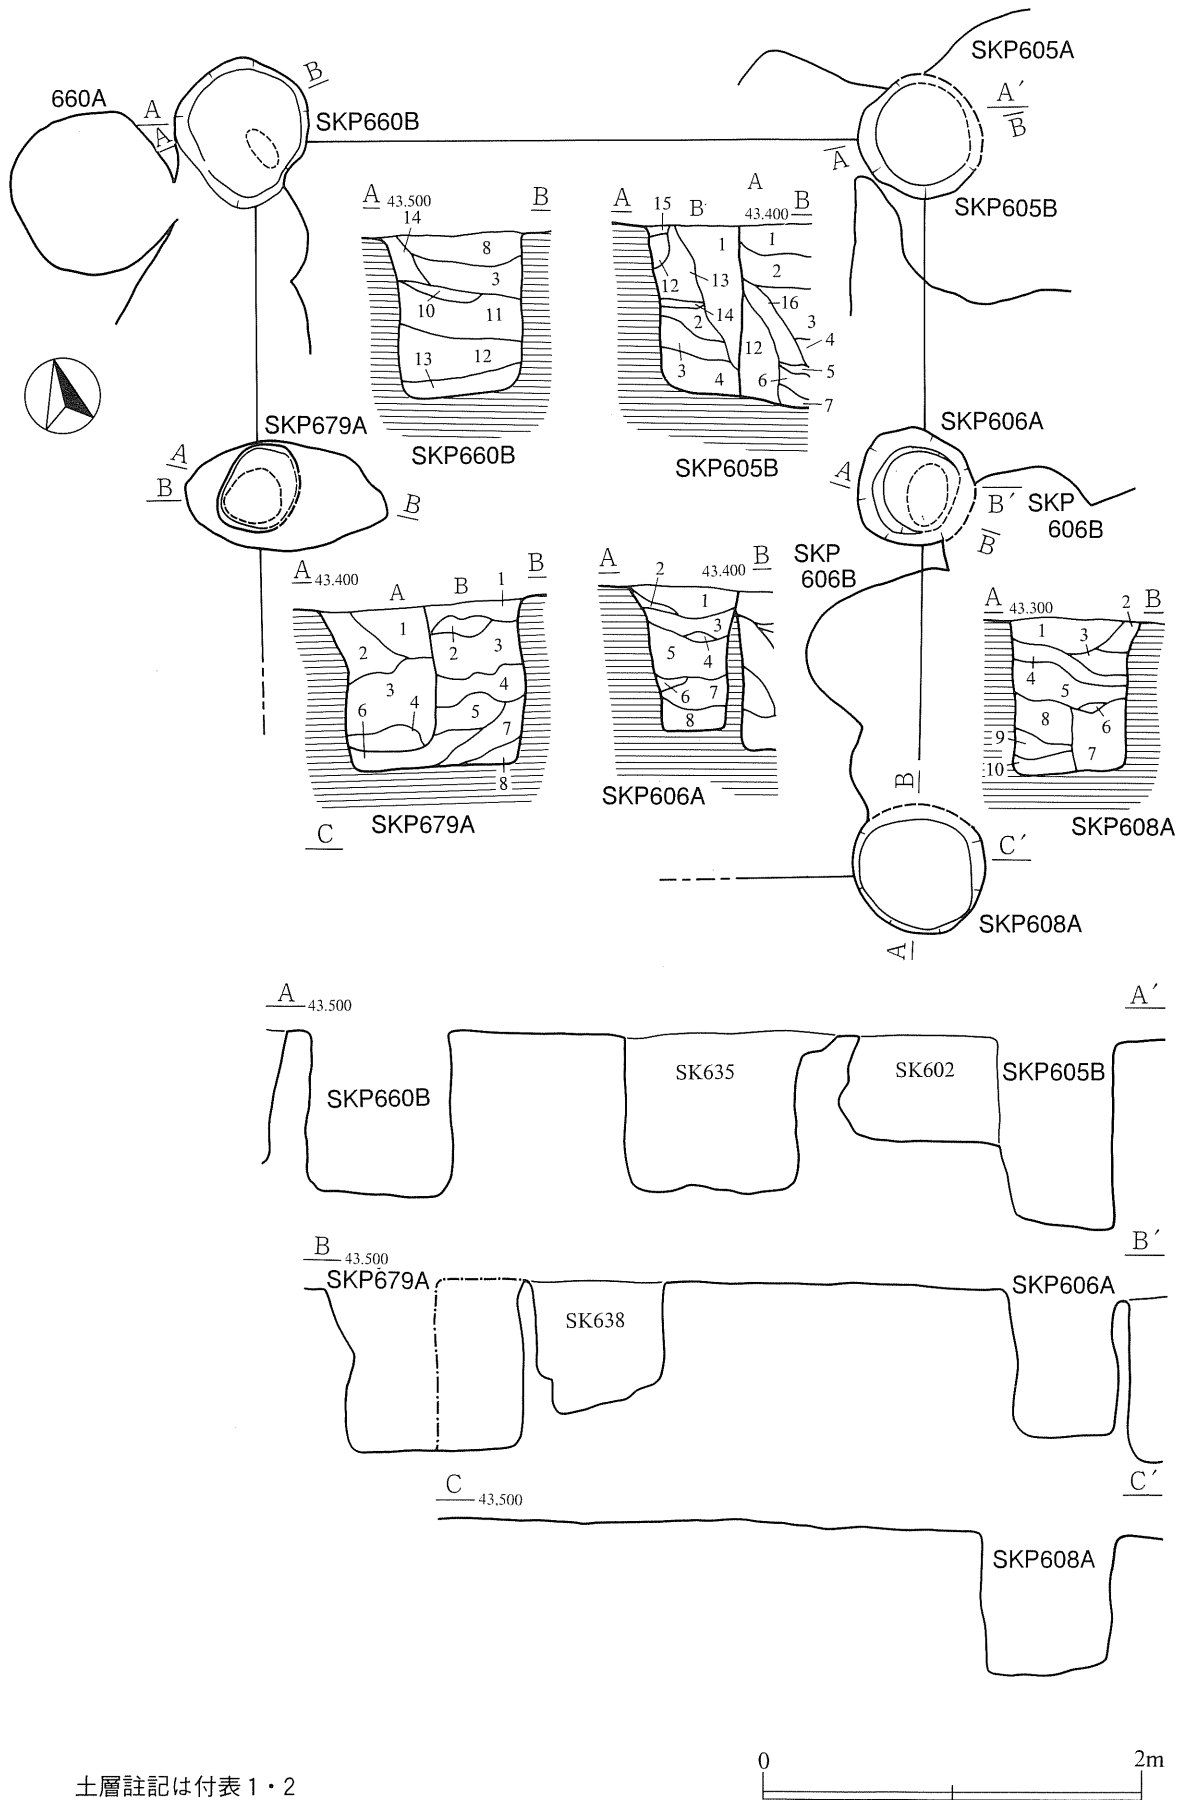 SKP605A
660A
A
A
B
SKP660B
A′
B
A
SKP605B
A 43.500 B
14
8
3
10
11
13
12
SKP660B
A
A 15 B 43.400 B
1
1
2
12
13
16
14
2
3
4
12
3
4
6
5
7
SKP605B
SKP679A
A
B
B
SKP606A
A
B′
B
SKP
606B
SKP
606B
A 43.400 A B 1 B
1
2
2
3
3
4
4
6
5
7
8
SKP679A
C
A 2 43.400 B
1
3
5
4
6
7
8
SKP606A
A 43.300 2 B
1
3
4
5
8
6
9
7
10
SKP608A
B
C′
SKP608A
A
A 43.500 A′
SKP660B
SK635
SK602
SKP605B
B 43.500 B′
SKP679A
SK638
SKP606A
C 43,500 C′
SKP608A
0 2m
土層註記は付表1・2